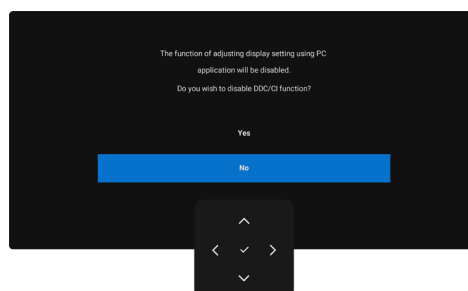 The function of adjusting display setting using PC
application will be disabled.
Do you wish to disable DDC/CI function?
Yes
No